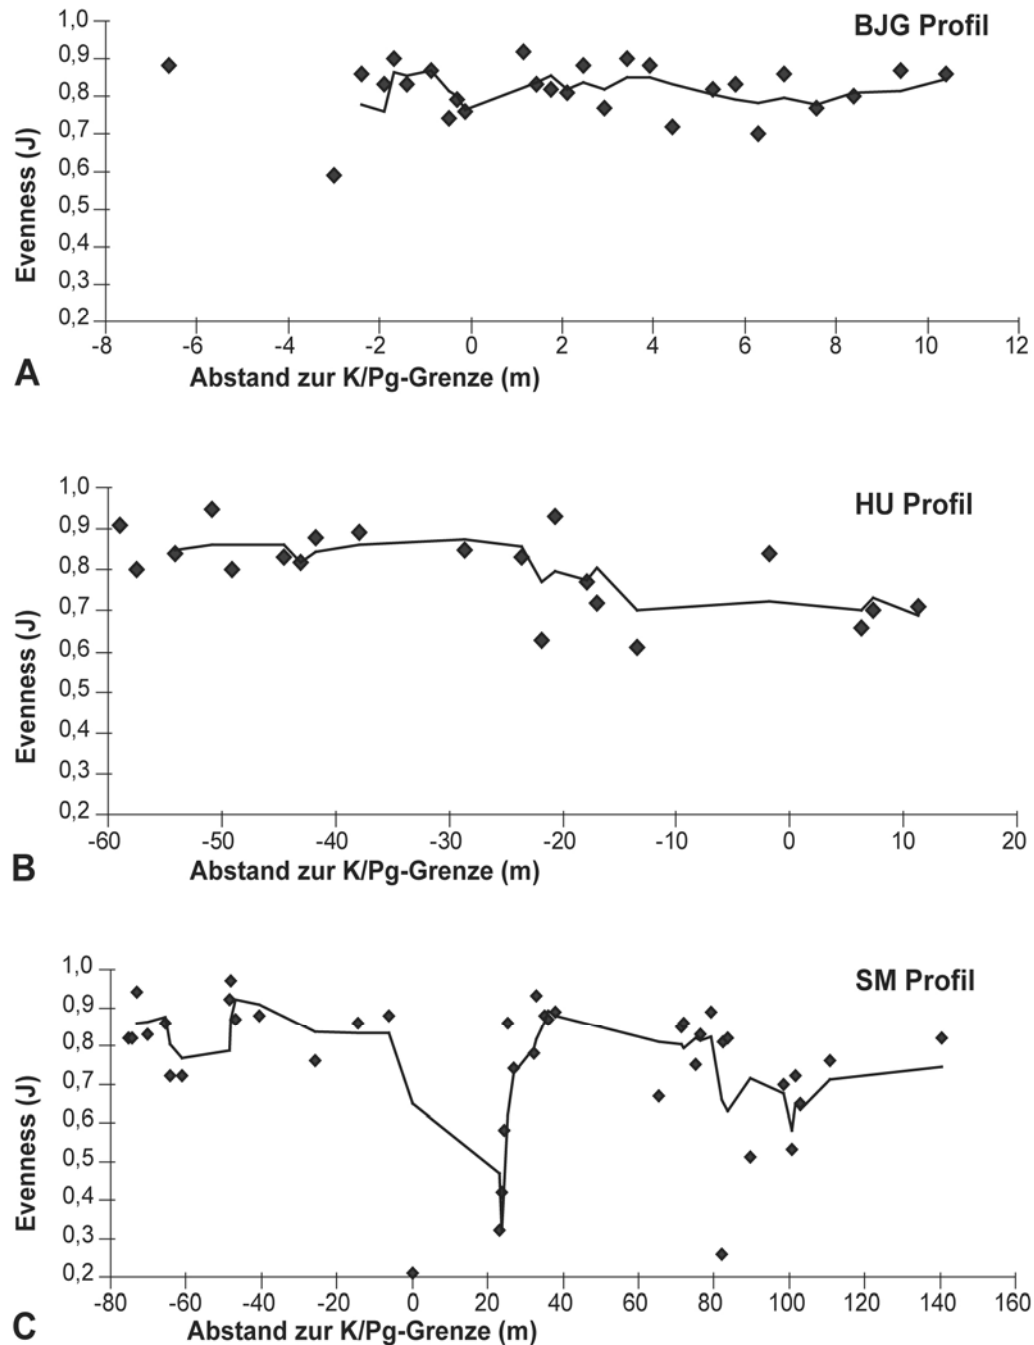 BJG Profil
1,0
0,9
0,8
0,7
0,6
0,5
0,4
0,3
0,2
Evenness (J)
-8 -6 -4 -2 0 2 4 6 8 10 12
A Abstand zur K/Pg-Grenze (m)
HU Profil
1,0
0,9
0,8
0,7
0,6
0,5
0,4
0,3
0,2
Evenness (J)
-60 -50 -40 -30 -20 -10 0 10 20
B Abstand zur K/Pg-Grenze (m)
SM Profil
1,0
0,9
0,8
0,7
0,6
0,5
0,4
0,3
0,2
Evenness (J)
-80 -60 -40 -20 0 20 40 60 80 100 120 140 160
C Abstand zur K/Pg-Grenze (m)